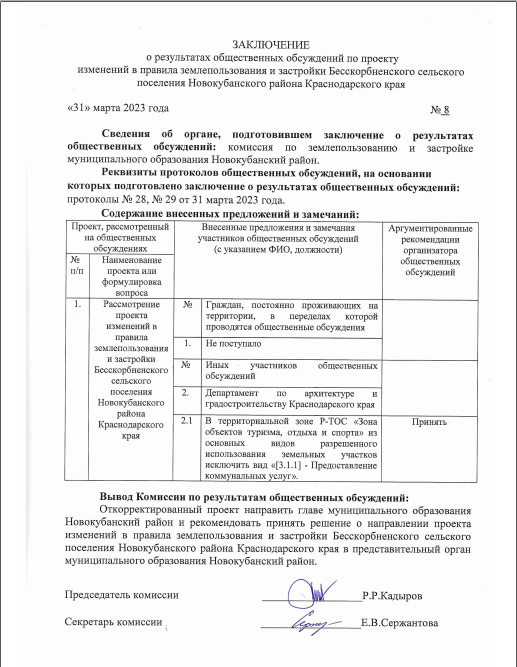 ЗАКЛЮЧЕНИЕ
о результатах общественных обсуждений по проекту
изменений в правила землепользования и застройки Бесскорбненского сельского
поселения Новокубанского района Краснодарского края
«31» марта 2023 года № 8
Сведения об органе, подготовившем заключение о результатах
общественных обсуждений: комиссия по землепользованию и застройке
муниципального образования Новокубанский район.
Реквизиты протоколов общественных обсуждений, на основании
которых подготовлено заключение о результатах общественных обсуждений:
протоколы № 28, № 29 от 31 марта 2023 года.
Содержание внесенных предложений и замечаний:
Проект, рассмотренный
на общественных
обсуждениях
№
п/п
Наименование
проекта или
формулировка
вопроса
Внесенные предложения и замечания
участников общественных обсуждений
(с указанием ФИО, должности)
Аргументированные
рекомендации
организатора
общественных
обсуждений
1.
Рассмотрение
проекта
изменений в
правила
землепользования
и застройки
Бесскорбненского
сельского
поселения
Новокубанского
района
Краснодарского
края
№
Граждан, постоянно проживающих на
территории, в пределах которой
проводятся общественные обсуждения
1. Не поступало
№
Иных участников общественных
обсуждений
2.
Департамент по архитектуре и
градостроительству Краснодарского края
2.1
В территориальной зоне Р-ТОС «Зона
объектов туризма, отдыха и спорта» из
основных видов разрешенного
использования земельных участков
исключить вид «[3.1.1] - Предоставление
коммунальных услуг».
Принять
Вывод Комиссии по результатам общественных обсуждений:
Откорректированный проект направить главе муниципального образования
Новокубанский район и рекомендовать принять решение о направлении проекта
изменений в правила землепользования и застройки Бесскорбненского сельского
поселения Новокубанского района Краснодарского края в представительный орган
муниципального образования Новокубанский район.
Председатель комиссии Р.Р.Кадыров
Секретарь комиссии Е.В.Сержантова